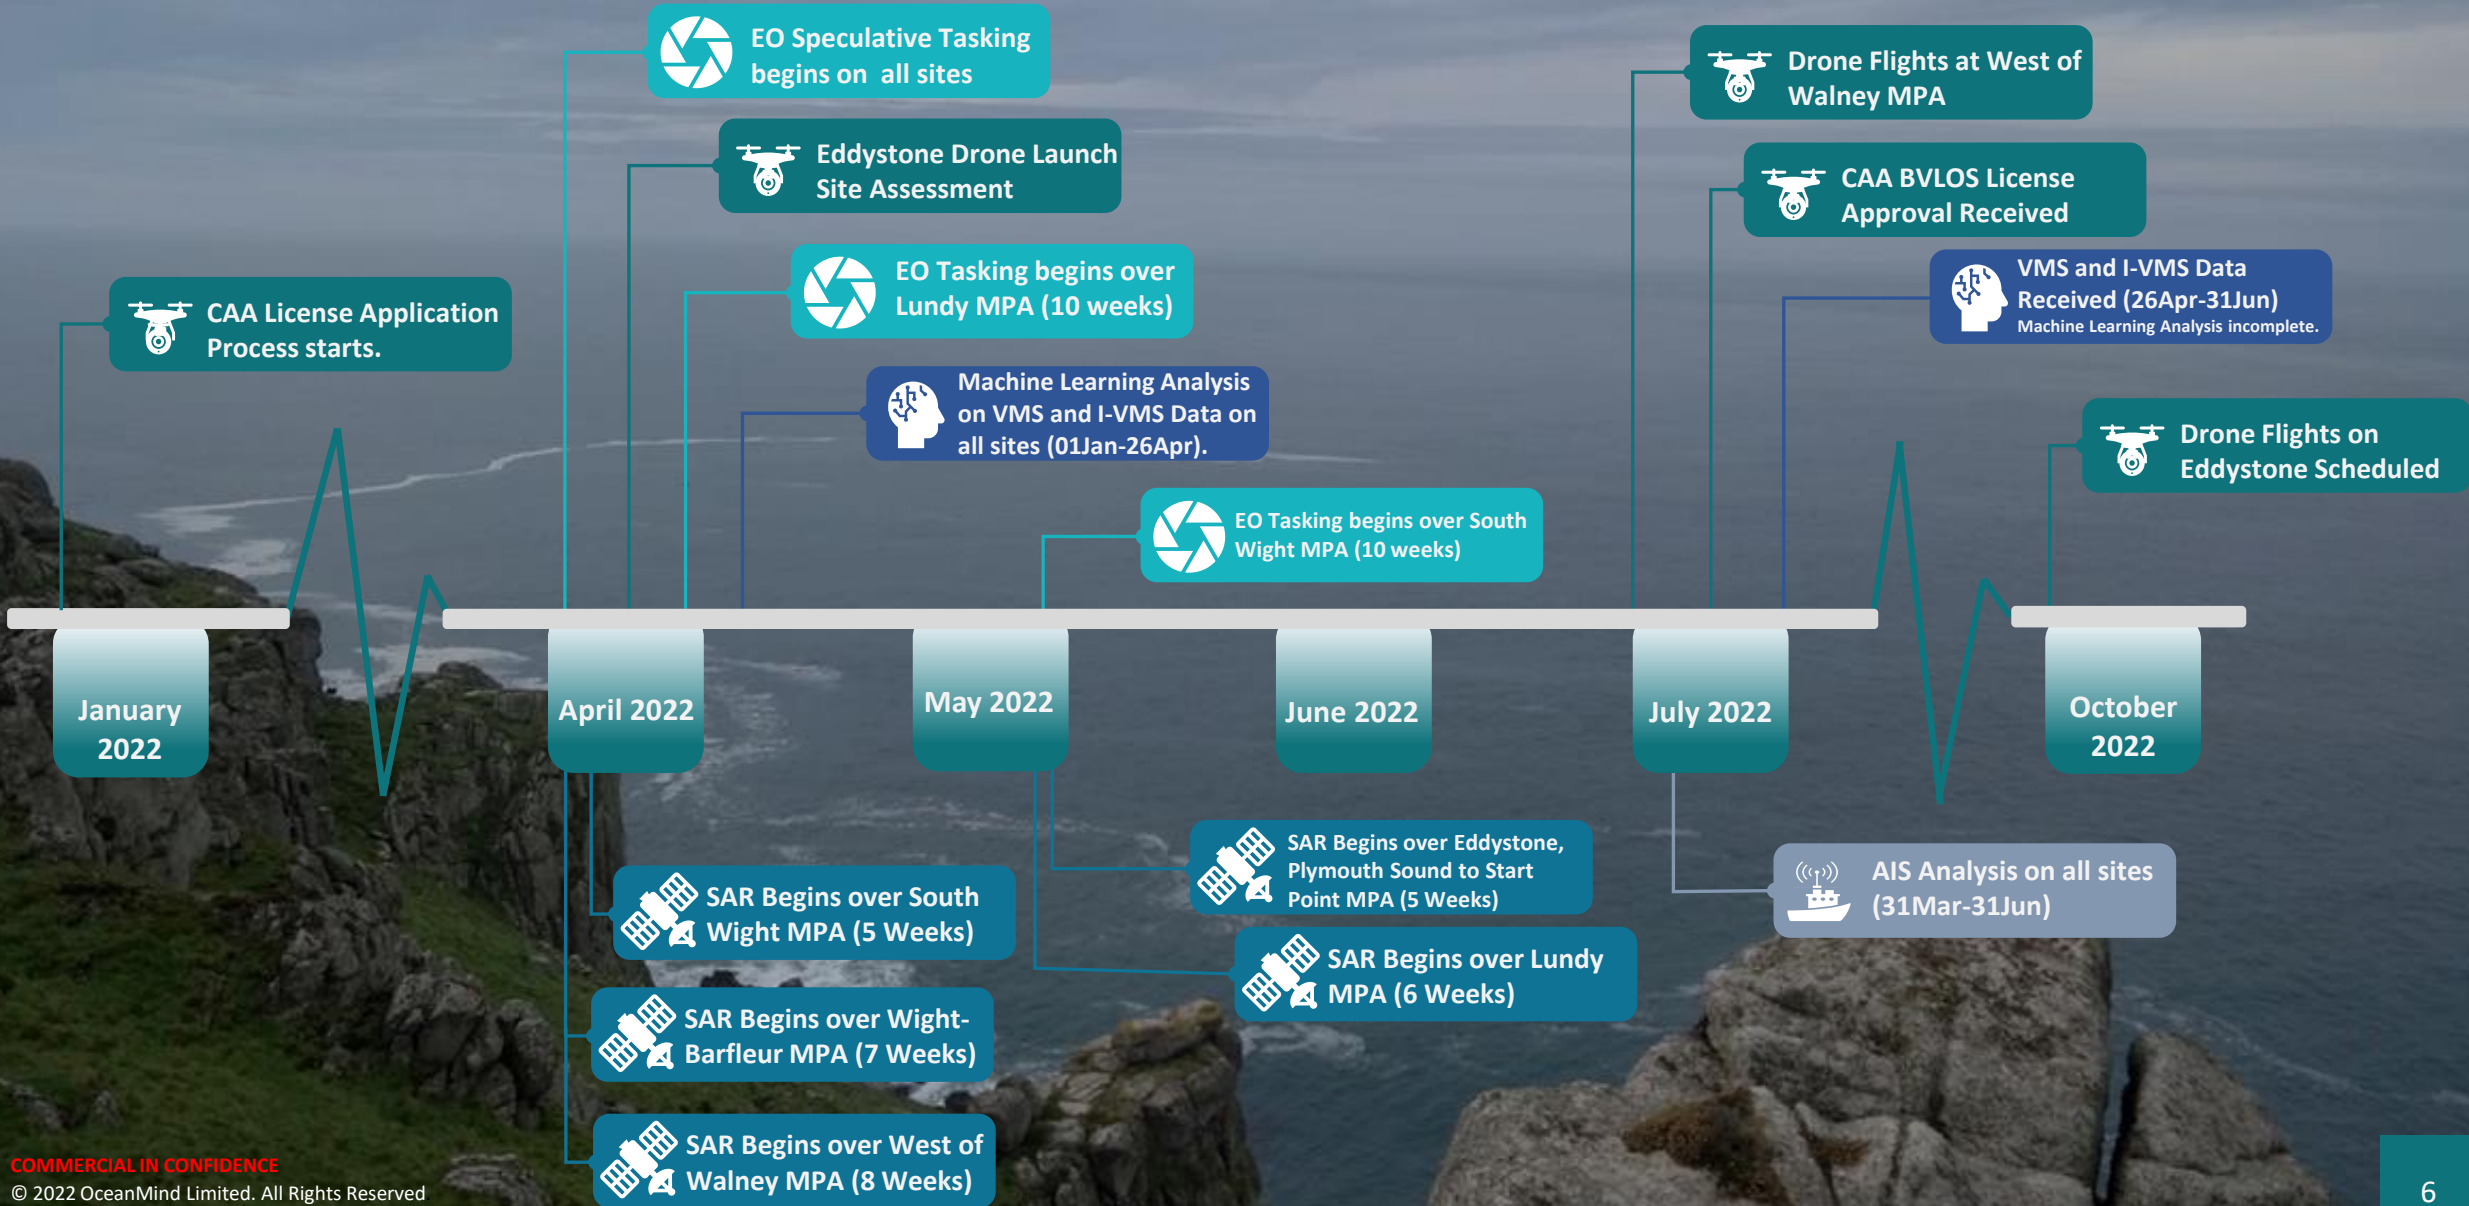 EO Speculative Tasking
begins on all sites
Eddystone Drone Launch
Site Assessment
EO Tasking begins over
Lundy MPA (10 weeks)
CAA License Application
Process starts.
Machine Learning Analysis
on VMS and I-VMS Data on
all sites (01Jan-26Apr).
EO Tasking begins over South
Wight MPA (10 weeks)
Drone Flights at West of
Walney MPA
CAA BVLOS License
Approval Received
VMS and I-VMS Data
Received (26Apr-31Jun)
Machine Learning Analysis incomplete.
Drone Flights on
Eddystone Scheduled
January
2022
April 2022
May 2022
June 2022
July 2022
October
2022
SAR Begins over South
Wight MPA (5 Weeks)
SAR Begins over Wight-
Barfleur MPA (7 Weeks)
SAR Begins over West of
Walney MPA (8 Weeks)
SAR Begins over Eddystone,
Plymouth Sound to Start
Point MPA (5 Weeks)
SAR Begins over Lundy
MPA (6 Weeks)
AIS Analysis on all sites
(31Mar-31Jun)
COMMERCIAL IN CONFIDENCE
© 2022 OceanMind Limited. All Rights Reserved
6